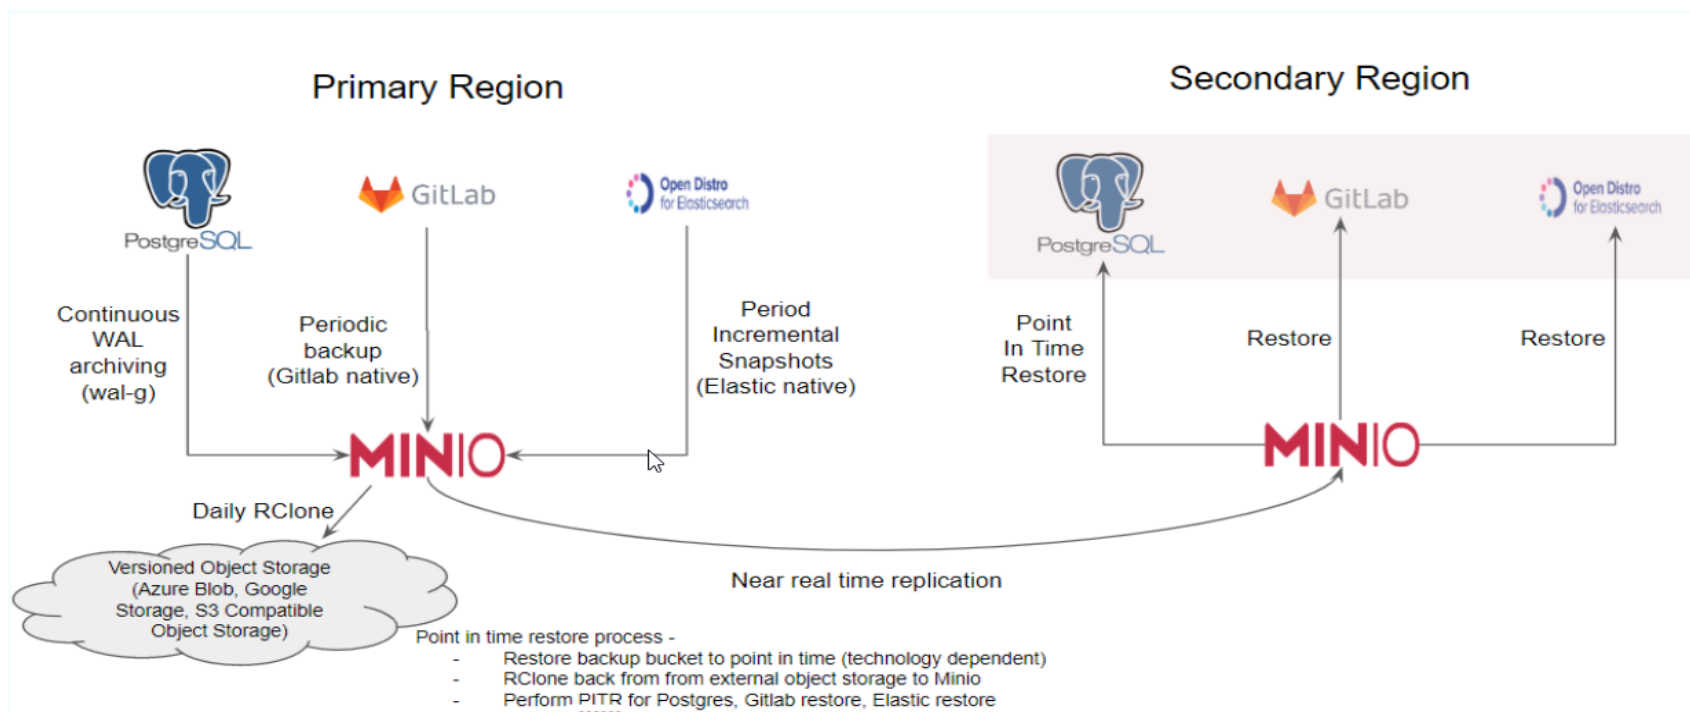 Primary Region
Secondary Region
PostgreSQL
GitLab
Open Distro
for Elasticsearch
PostgreSQL
GitLab
Open Distro
for Elasticsearch
Continuous
WAL
archiving
(wal-g)
Periodic
backup
(Gitlab native)
Period
Incremental
Snapshots
(Elastic native)
Point
In Time
Restore
Restore
Restore
MINIO
MINIO
Daily RClone
Versioned Object Storage
(Azure Blob, Google
Storage, S3 Compatible
Object Storage)
Near real time replication
Point in time restore process -
- Restore backup bucket to point in time (technology dependent)
- RClone back from from external object storage to Minio
- Perform PITR for Postgres, Gitlab restore, Elastic restore